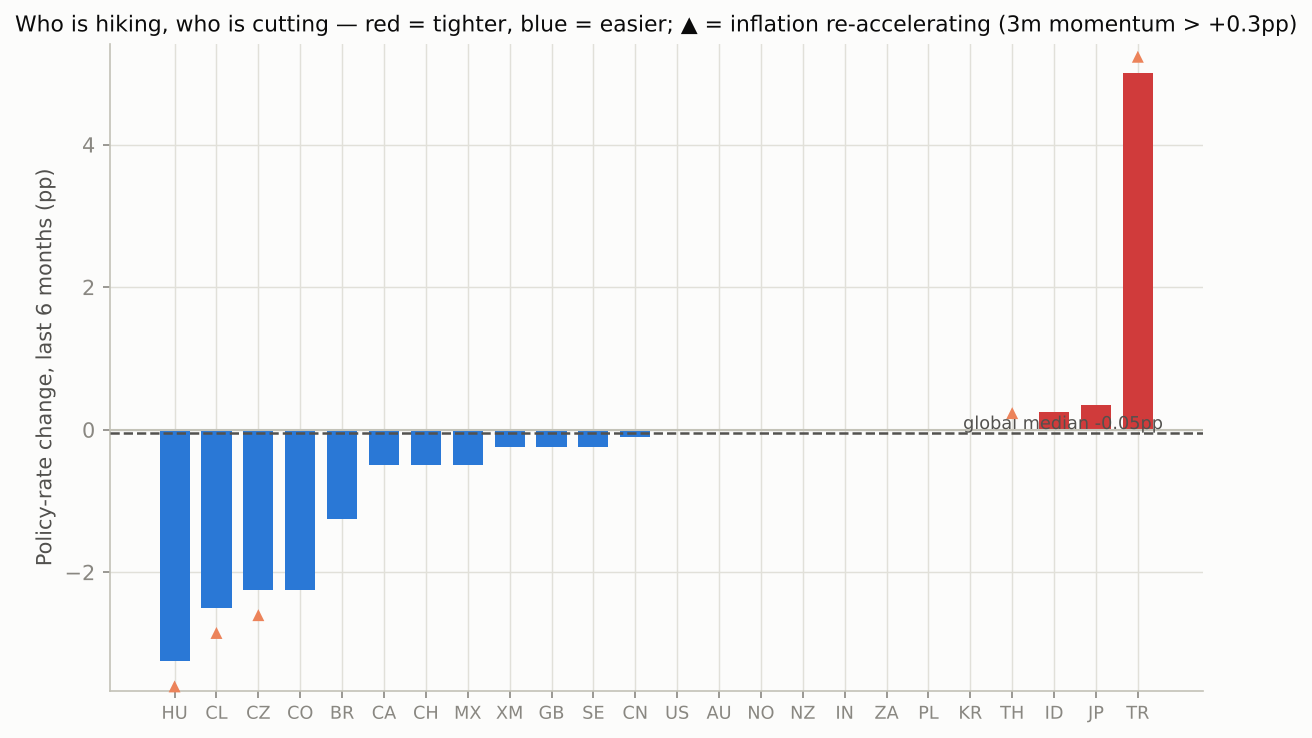 Who is hiking, who is cutting — red = tighter, blue = easier; ▲ = inflation re-accelerating (3m momentum > +0.3pp)
Policy-rate change, last 6 months (pp)
4
2
0
−2
global median -0.05pp
HU CL CZ CO BR CA CH MX XM GB SE CN US AU NO NZ IN ZA PL KR TH ID JP TR